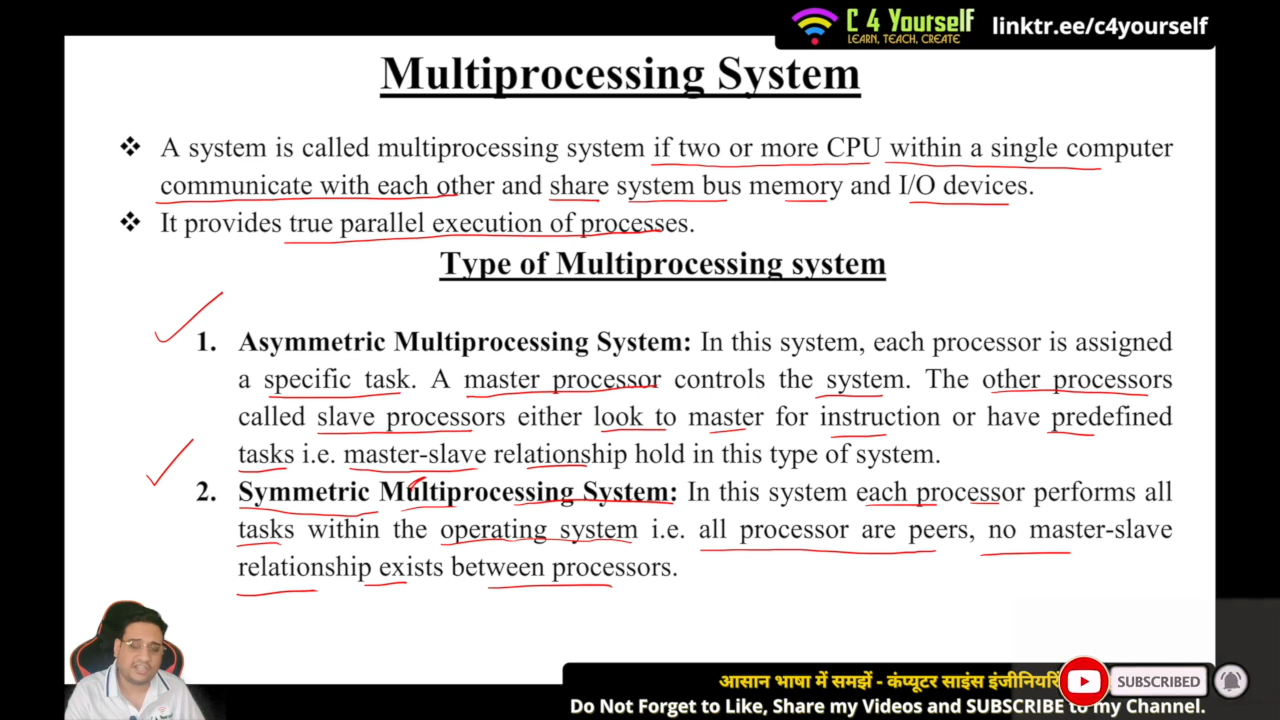 C 4 Yourself
LEARN, TEACH, CREATE
linktr.ee/c4yourself
Multiprocessing System
❖ A system is called multiprocessing system if two or more CPU within a single computer
communicate with each other and share system bus memory and I/O devices.
❖ It provides true parallel execution of processes.
Type of Multiprocessing system
1. Asymmetric Multiprocessing System: In this system, each processor is assigned
a specific task. A master processor controls the system. The other processors
called slave processors either look to master for instruction or have predefined
tasks i.e. master-slave relationship hold in this type of system.
2. Symmetric Multiprocessing System: In this system each processor performs all
tasks within the operating system i.e. all processor are peers, no master-slave
relationship exists between processors.
आसान भाषा में समझें - कंप्यूटर साइंस
SUBSCRIBED
Do Not Forget to Like, Share my Videos and SUBSCRIBE to my Channel.